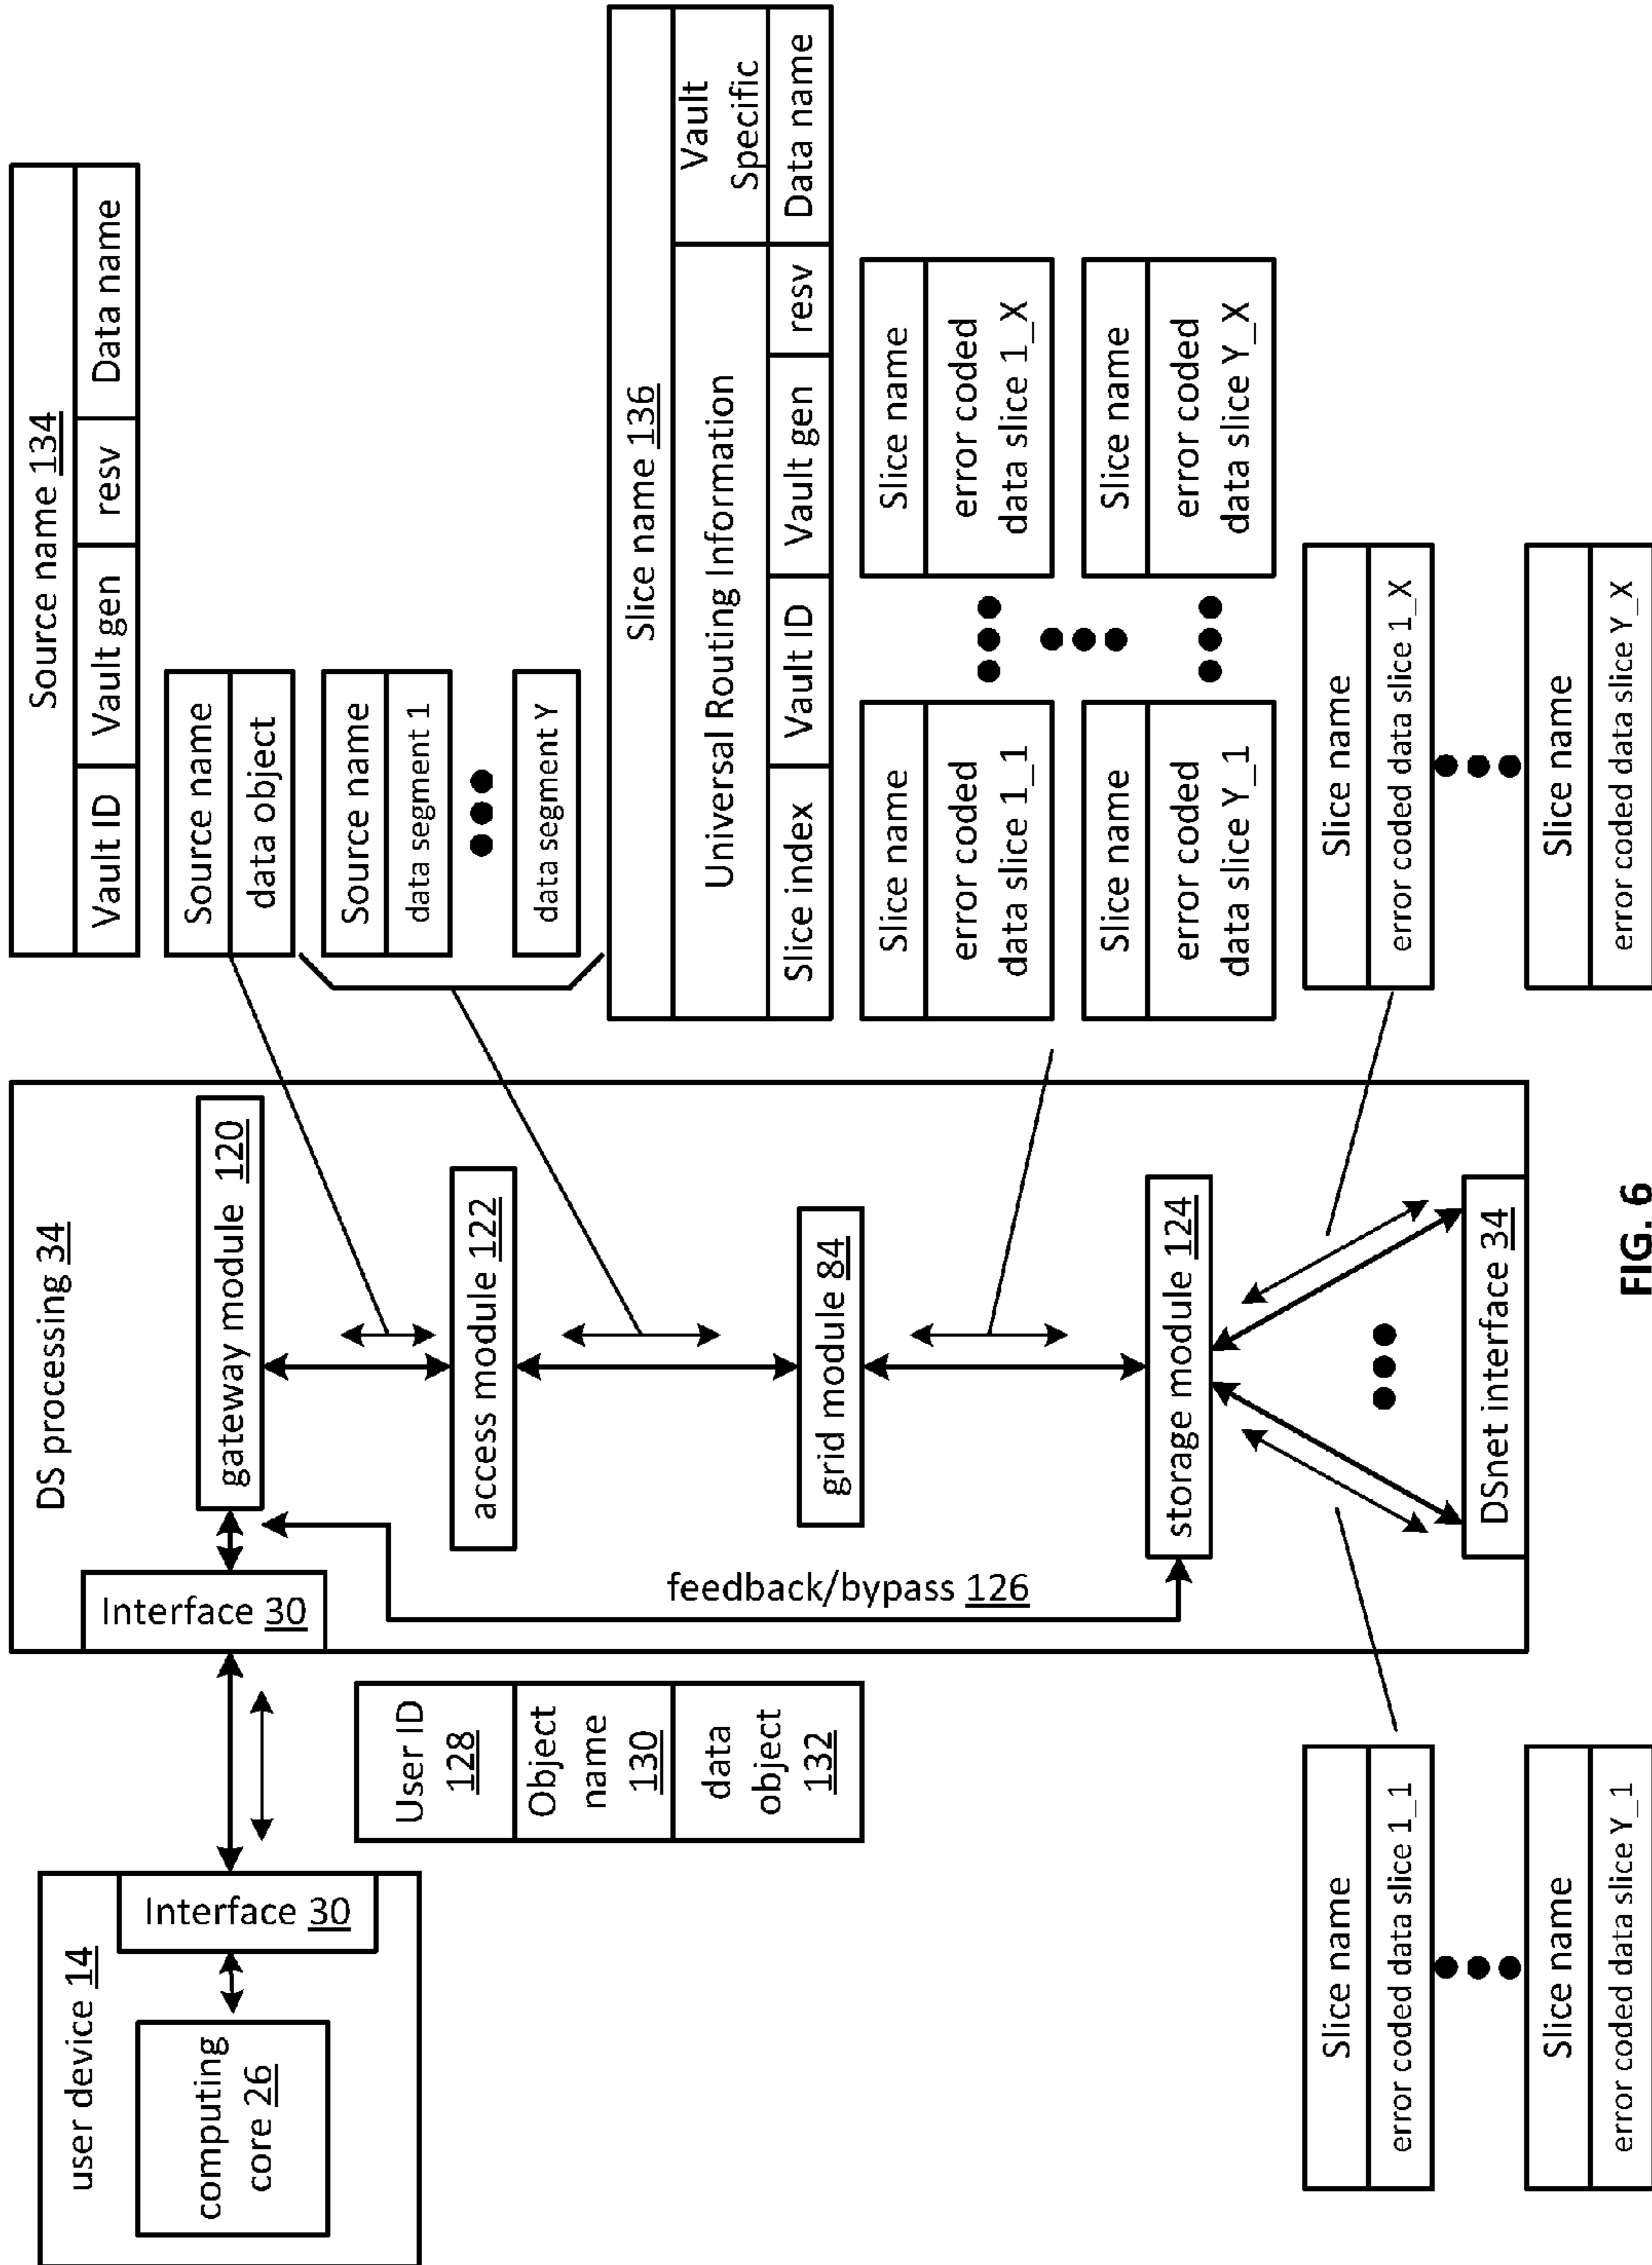 user device 14
computing
core 26
Interface 30
User ID
128
Object
name
130
data
object
132
DS processing 34
Interface 30
gateway module 120
access module 122
grid module 84
storage module 124
DSnet interface 34
feedback/bypass 126
Source name 134
Vault ID
Vault gen
resv
Data name
Source name
data object
Source name
data segment 1
data segment Y
Slice name 136
Universal Routing Information
Vault
Specific
Slice index
Vault ID
Vault gen
resv
Data name
Slice name
error coded
data slice 1_1
Slice name
error coded
data slice 1_X
Slice name
error coded
data slice Y_1
Slice name
error coded
data slice Y_X
Slice name
error coded data slice 1_1
Slice name
error coded data slice Y_1
Slice name
error coded data slice 1_X
Slice name
error coded data slice Y_X
FIG. 6